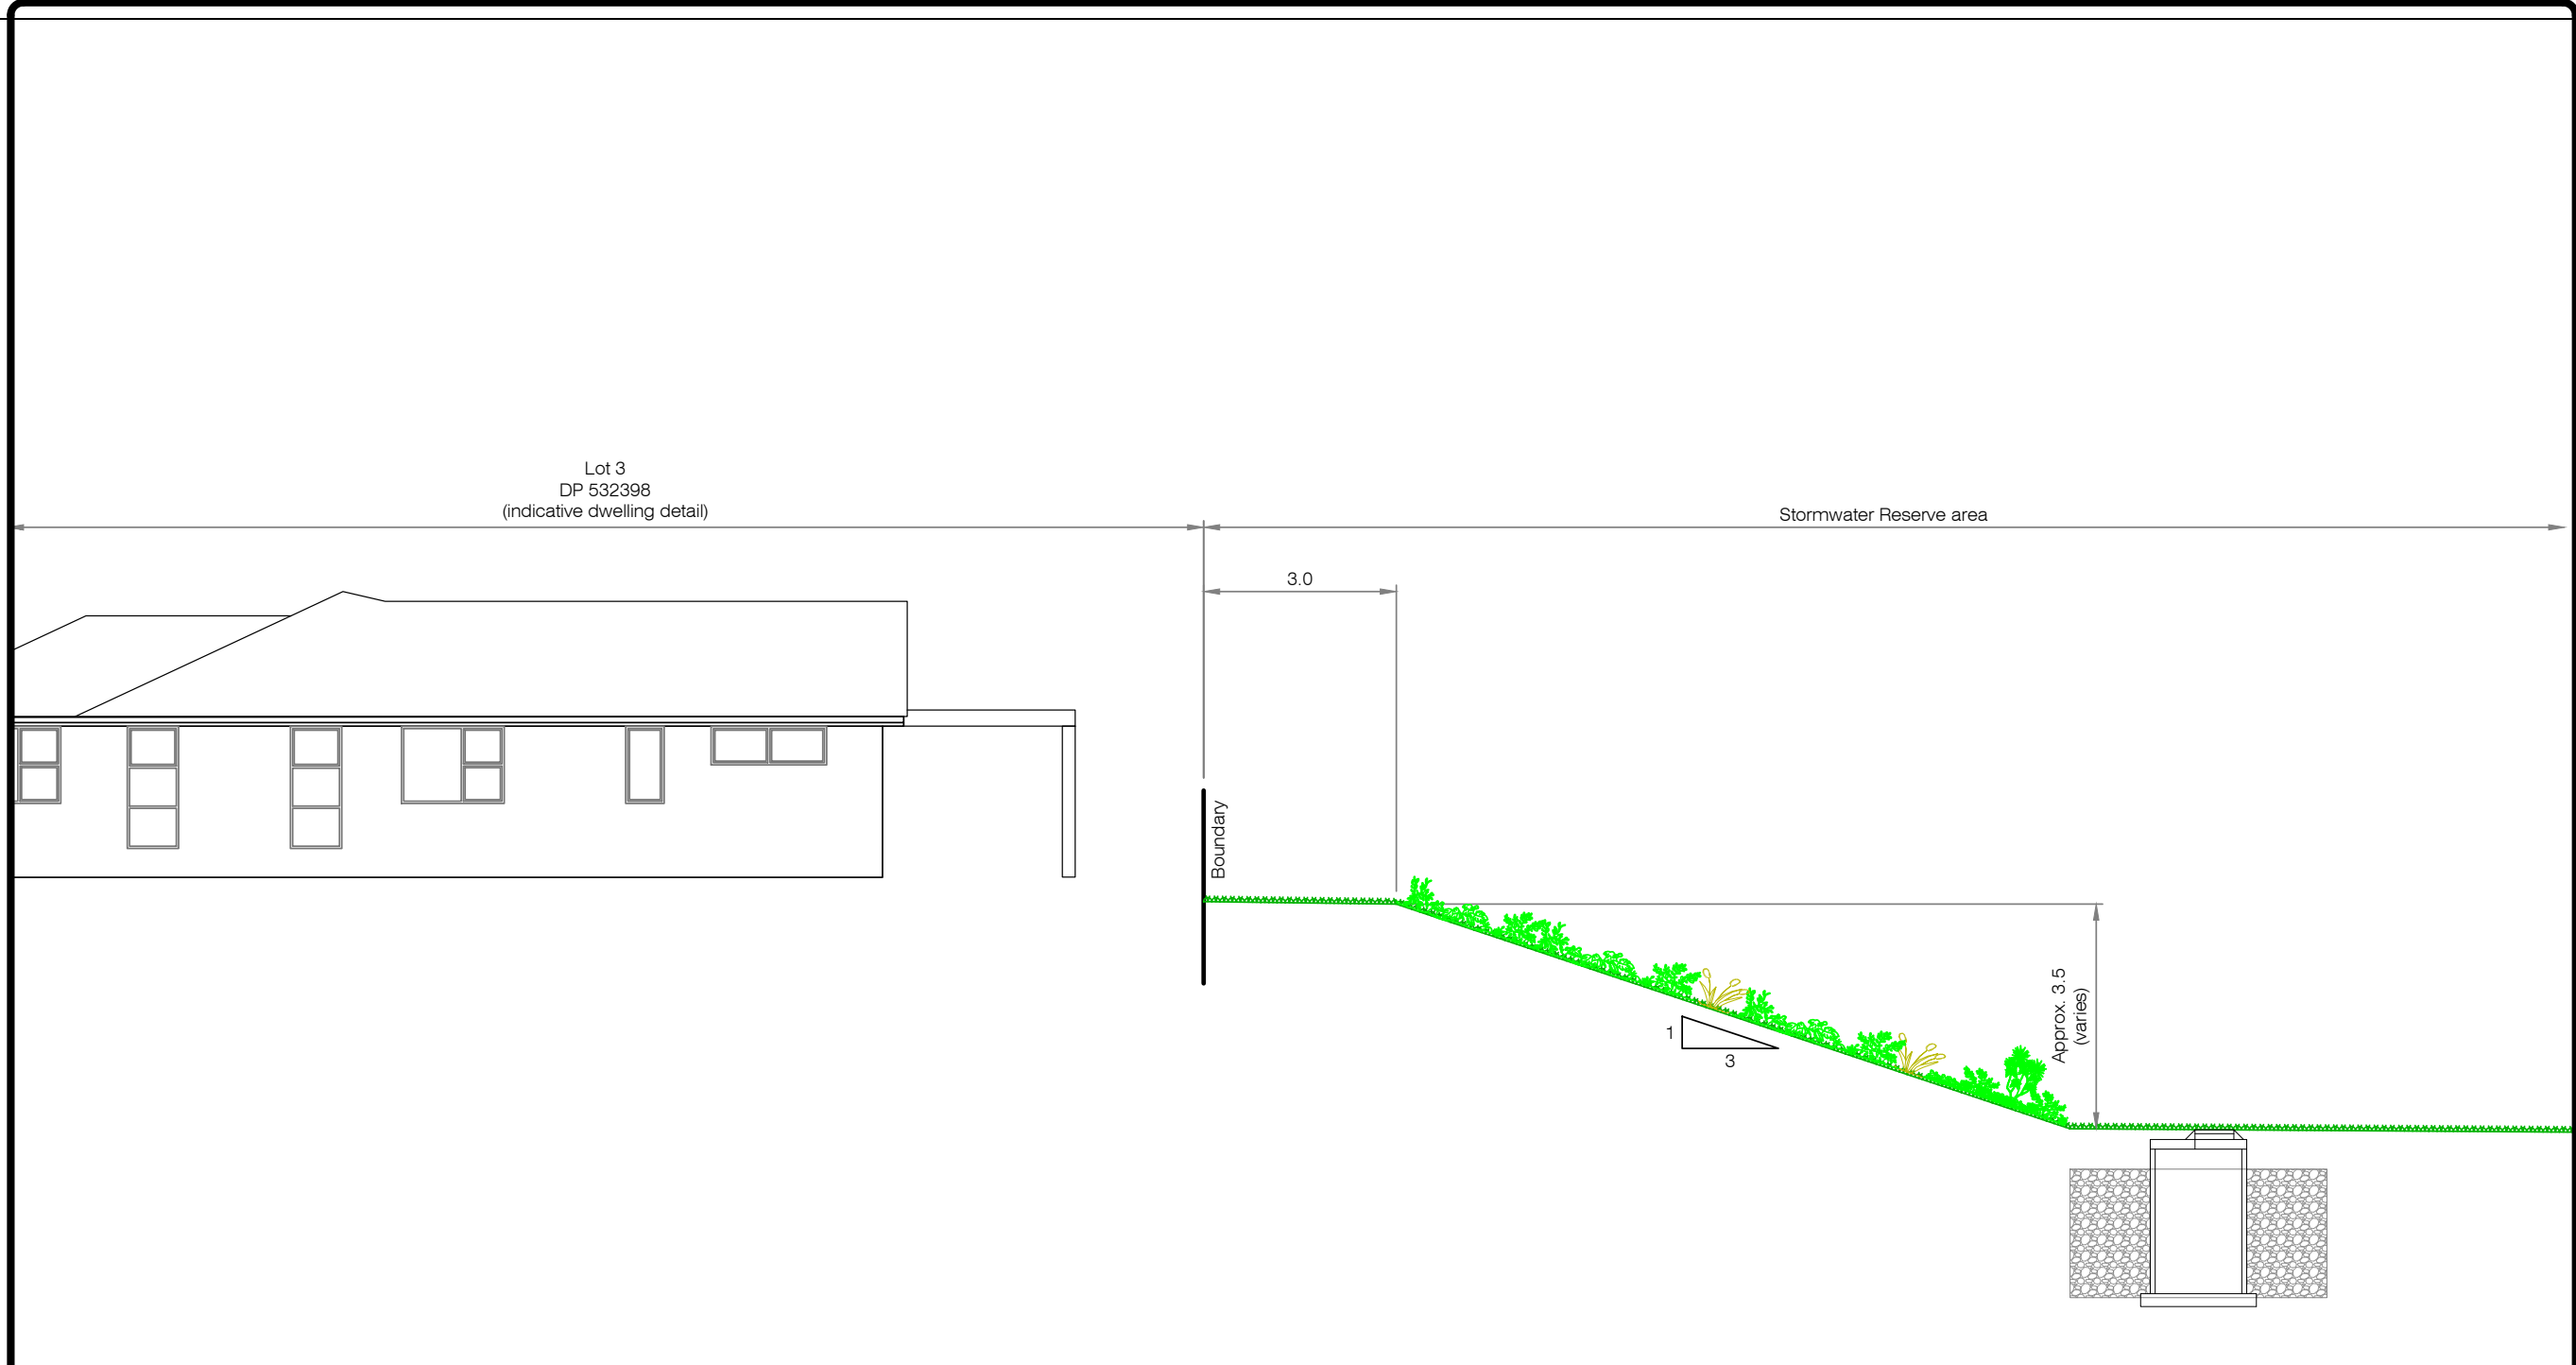 Lot 3
DP 532398
(indicative dwelling detail)
Stormwater Reserve area
3.0
Boundary
1
3
Approx. 3.5
(varies)